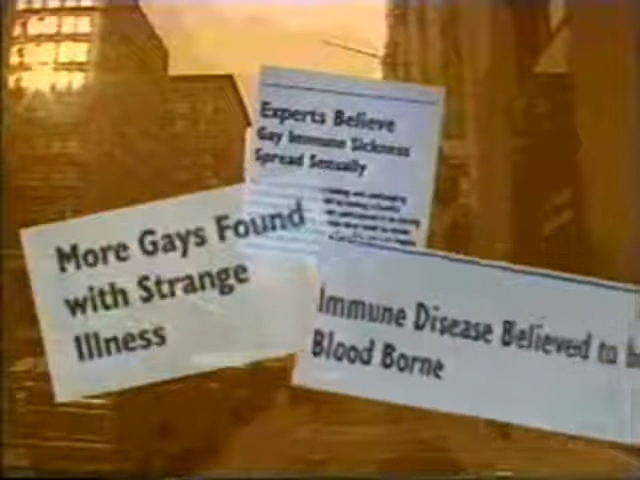 Experts Believe
Gay Immune Sickness
Spread Sexually
More Gays Found
with Strange
Illness
Immune Disease Believed to
Blood Borne